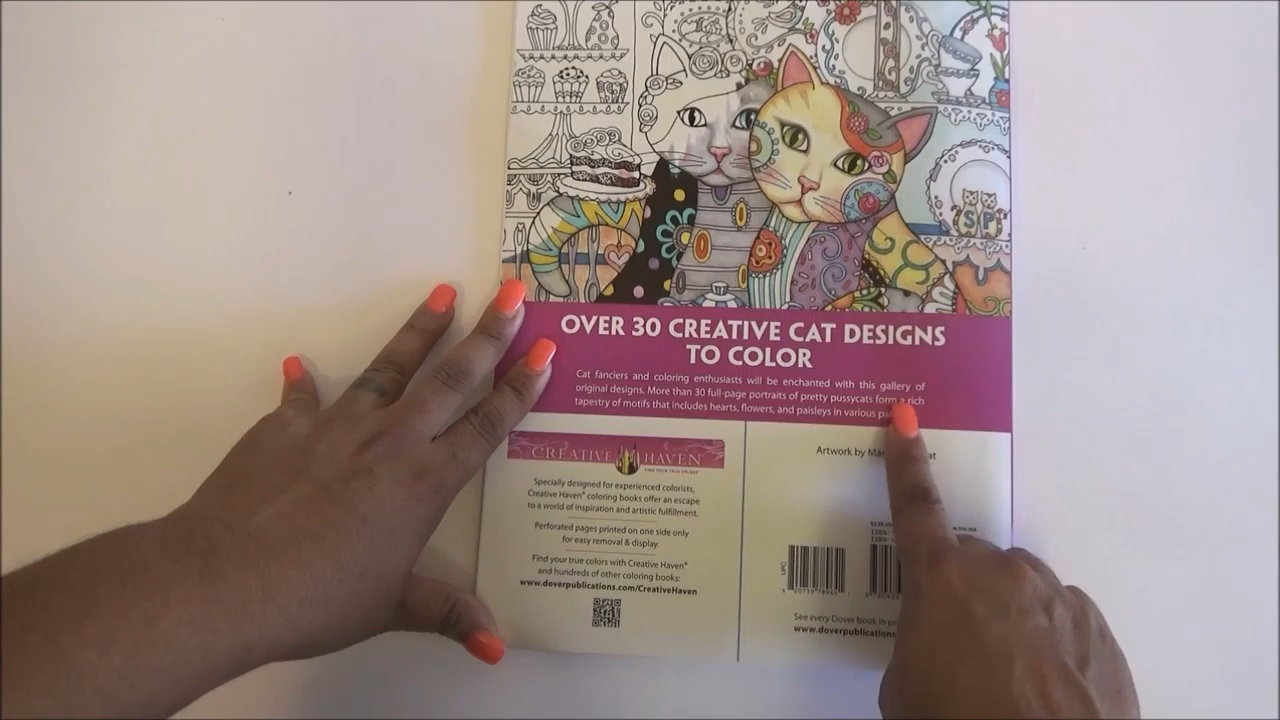 S P
OVER 30 CREATIVE CAT DESIGNS
TO COLOR
Cat fanciers and coloring enthusiasts will be enchanted with this gallery of
original designs. More than 30 full-page portraits of pretty pussycats form a rich
tapestry of motifs that includes hearts, flowers, and paisleys in various
CREATIVE HAVEN
FIND YOUR TRUE COLORS
Specially designed for experienced colorists,
Creative Haven® coloring books offer an escape
to a world of inspiration and artistic fulfillment.
Perforated pages printed on one side only
for easy removal & display.
Find your true colors with Creative Haven®
and hundreds of other coloring books:
www.doverpublications.com/CreativeHaven
Artwork by
UPC
See every Dover book in
www.doverpublications